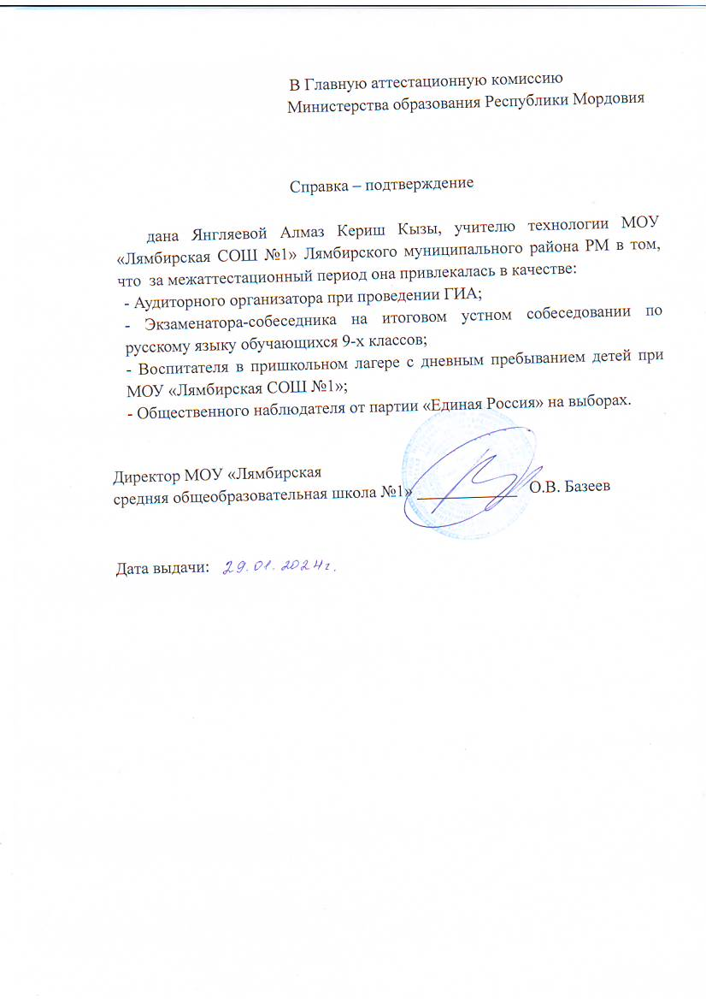 В Главную аттестационную комиссию
Министерства образования Республики Мордовия
Справка – подтверждение
дана Янгляевой Алмаз Кериш Кызы, учителю технологии МОУ
«Лямбирская СОШ №1» Лямбирского муниципального района РМ в том,
что за межаттестационный период она привлекалась в качестве:
- Аудиторного организатора при проведении ГИА;
- Экзаменатора-собеседника на итоговом устном собеседовании по
русскому языку обучающихся 9-х классов;
- Воспитателя в пришкольном лагере с дневным пребыванием детей при
МОУ «Лямбирская СОШ №1»;
- Общественного наблюдателя от партии «Единая Россия» на выборах.
Директор МОУ «Лямбирская
средняя общеобразовательная школа №1» ____________ О.В. Базеев
Дата выдачи: 29.01.2024г.